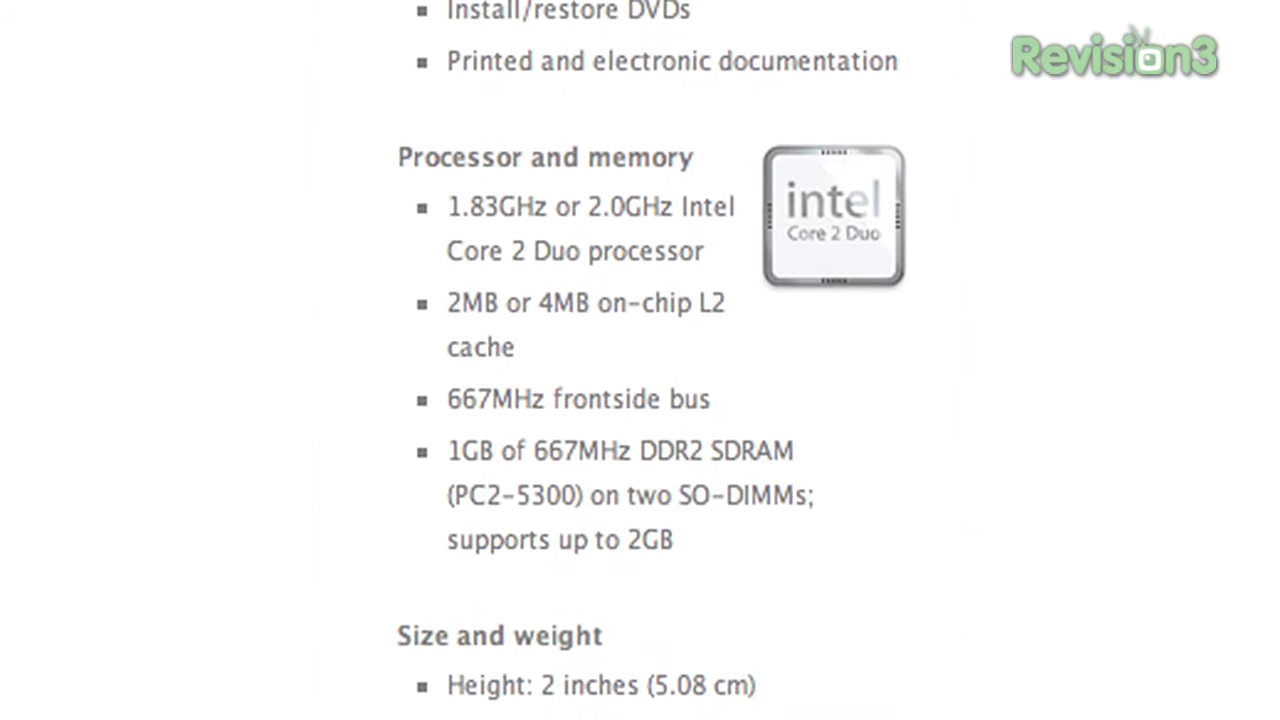 Install/restore DVDs
Revision3
Printed and electronic documentation
Processor and memory
1.83GHz or 2.0GHz Intel
Core 2 Duo processor
intel
Core 2 Duo
2MB or 4MB on-chip L2
cache
667MHz frontside bus
1GB of 667MHz DDR2 SDRAM
(PC2-5300) on two SO-DIMMs;
supports up to 2GB
Size and weight
Height: 2 inches (5.08 cm)